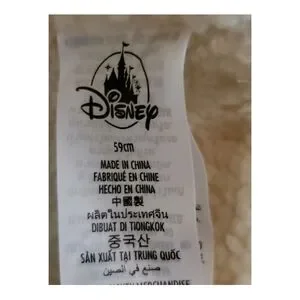 Disney
59cm
MADE IN CHINA
FABRIQUÉ EN CHINE
HECHO EN CHINA
中國製
ผลิตในประเทศจีน
DIBUAT DI TIONGKOK
중국산
SẢN XUẤT TẠI TRUNG QUỐC
صنع في الصين
MERCHANDISE